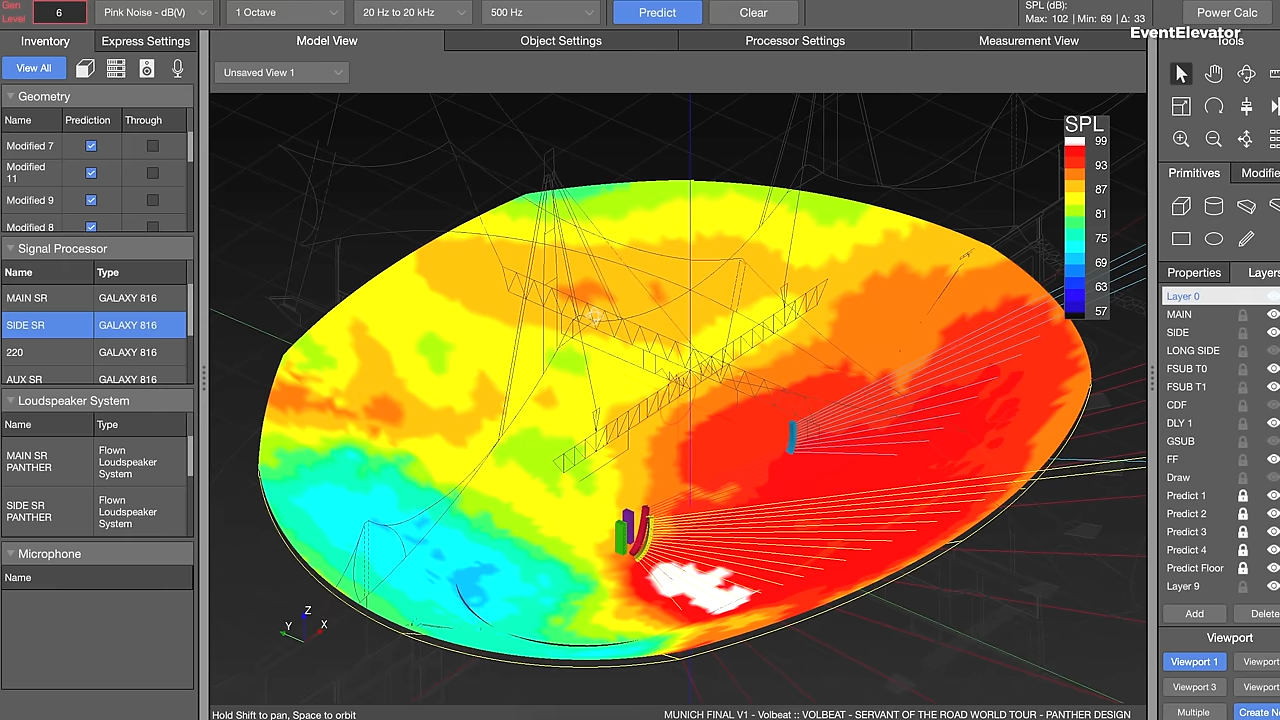 Gen
Level
6
Pink Noise - dB(V)
1 Octave
20 Hz to 20 kHz
500 Hz
Predict
Clear
SPL (dB):
Max: 102 | Min: 69 | Δ: 33
Power Calc
EventElevator
Inventory
Express Settings
Model View
Object Settings
Processor Settings
Measurement View
Tools
View All
Unsaved View 1
Geometry
Name
Prediction
Through
Modified 7
Modified
11
Modified 9
Modified 8
Signal Processor
Name
Type
MAIN SR
GALAXY 816
SIDE SR
GALAXY 816
220
GALAXY 816
AUX SR
GALAXY 816
Loudspeaker System
Name
Type
MAIN SR
PANTHER
Flown
Loudspeaker
System
SIDE SR
PANTHER
Flown
Loudspeaker
System
Microphone
Name
SPL
99
93
87
81
75
69
63
57
Z
Y
X
Hold Shift to pan, Space to orbit
MUNICH FINAL V1 - Volbeat :: VOLBEAT - SERVANT OF THE ROAD WORLD TOUR - PANTHER DESIGN
Primitives
Modifie
Properties
Layers
Layer 0
MAIN
SIDE
LONG SIDE
FSUB T0
FSUB T1
CDF
DLY 1
GSUB
FF
Draw
Predict 1
Predict 2
Predict 3
Predict 4
Predict Floor
Layer 9
Add
Delete
Viewport
Viewport 1
Viewport
Viewport 3
Viewport
Multiple
Create Ne